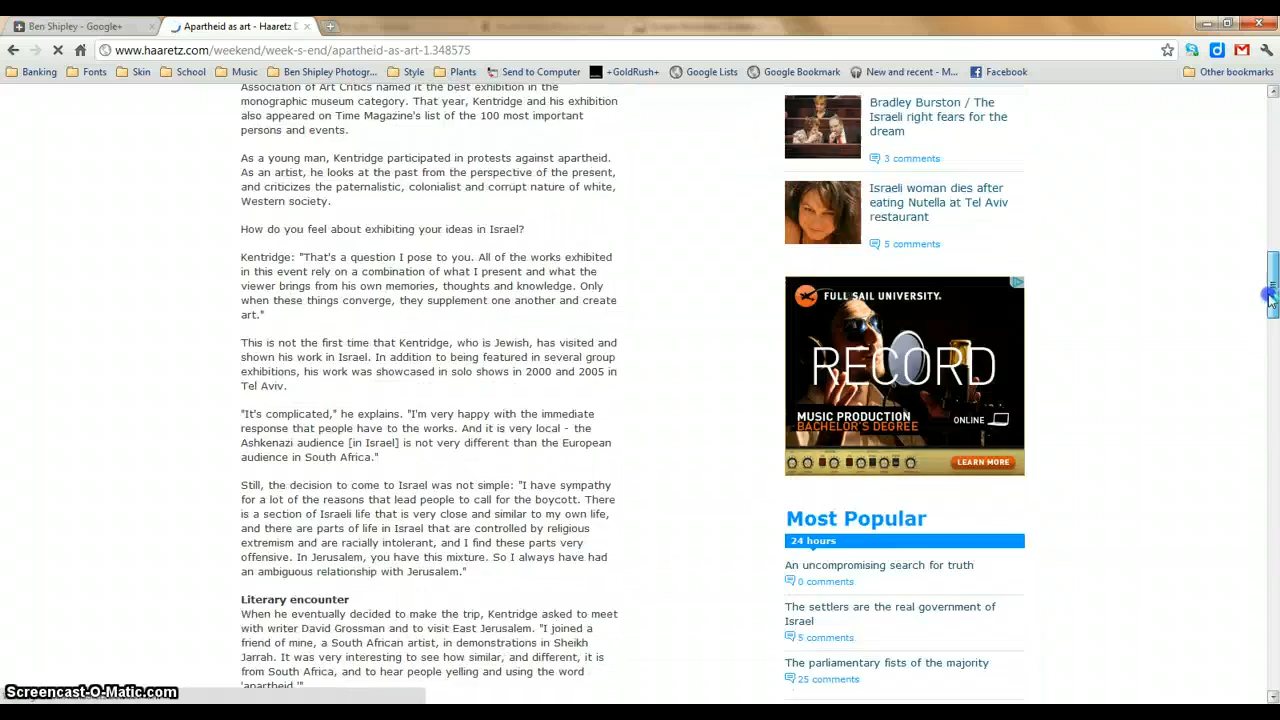 Ben Shipley - Google+
Apartheid as art - Haaretz D
www.haaretz.com/weekend/week-s-end/apartheid-as-art-1.348575
Banking
Fonts
Skin
School
Music
Ben Shipley Photogr...
Style
Plants
Send to Computer
+GoldRush+
Google Lists
Google Bookmark
New and recent - M...
Facebook
Other bookmarks
Association of Art Critics named it the best exhibition in the
monographic museum category. That year, Kentridge and his exhibition
also appeared on Time Magazine's list of the 100 most important
persons and events.
As a young man, Kentridge participated in protests against apartheid.
As an artist, he looks at the past from the perspective of the present,
and criticizes the paternalistic, colonialist and corrupt nature of white,
Western society.
How do you feel about exhibiting your ideas in Israel?
Kentridge: "That's a question I pose to you. All of the works exhibited
in this event rely on a combination of what I present and what the
viewer brings from his own memories, thoughts and knowledge. Only
when these things converge, they supplement one another and create
art."
This is not the first time that Kentridge, who is Jewish, has visited and
shown his work in Israel. In addition to being featured in several group
exhibitions, his work was showcased in solo shows in 2000 and 2005 in
Tel Aviv.
"It's complicated," he explains. "I'm very happy with the immediate
response that people have to the works. And it is very local - the
Ashkenazi audience [in Israel] is not very different than the European
audience in South Africa."
Still, the decision to come to Israel was not simple: "I have sympathy
for a lot of the reasons that lead people to call for the boycott. There
is a section of Israeli life that is very close and similar to my own life,
and there are parts of life in Israel that are controlled by religious
extremism and are racially intolerant, and I find these parts very
offensive. In Jerusalem, you have this mixture. So I always have had
an ambiguous relationship with Jerusalem."
Literary encounter
When he eventually decided to make the trip, Kentridge asked to meet
with writer David Grossman and to visit East Jerusalem. "I joined a
friend of mine, a South African artist, in demonstrations in Sheikh
Jarrah. It was very interesting to see how similar, and different, it is
from South Africa, and to hear people yelling and using the word
'apartheid.'"
Bradley Burston / The
Israeli right fears for the
dream
3 comments
Israeli woman dies after
eating Nutella at Tel Aviv
restaurant
5 comments
FULL SAIL UNIVERSITY.
RECORD
MUSIC PRODUCTION
BACHELOR'S DEGREE
ONLINE
LEARN MORE
Most Popular
24 hours
An uncompromising search for truth
0 comments
The settlers are the real government of
Israel
5 comments
The parliamentary fists of the majority
25 comments
Screencast-O-Matic.com